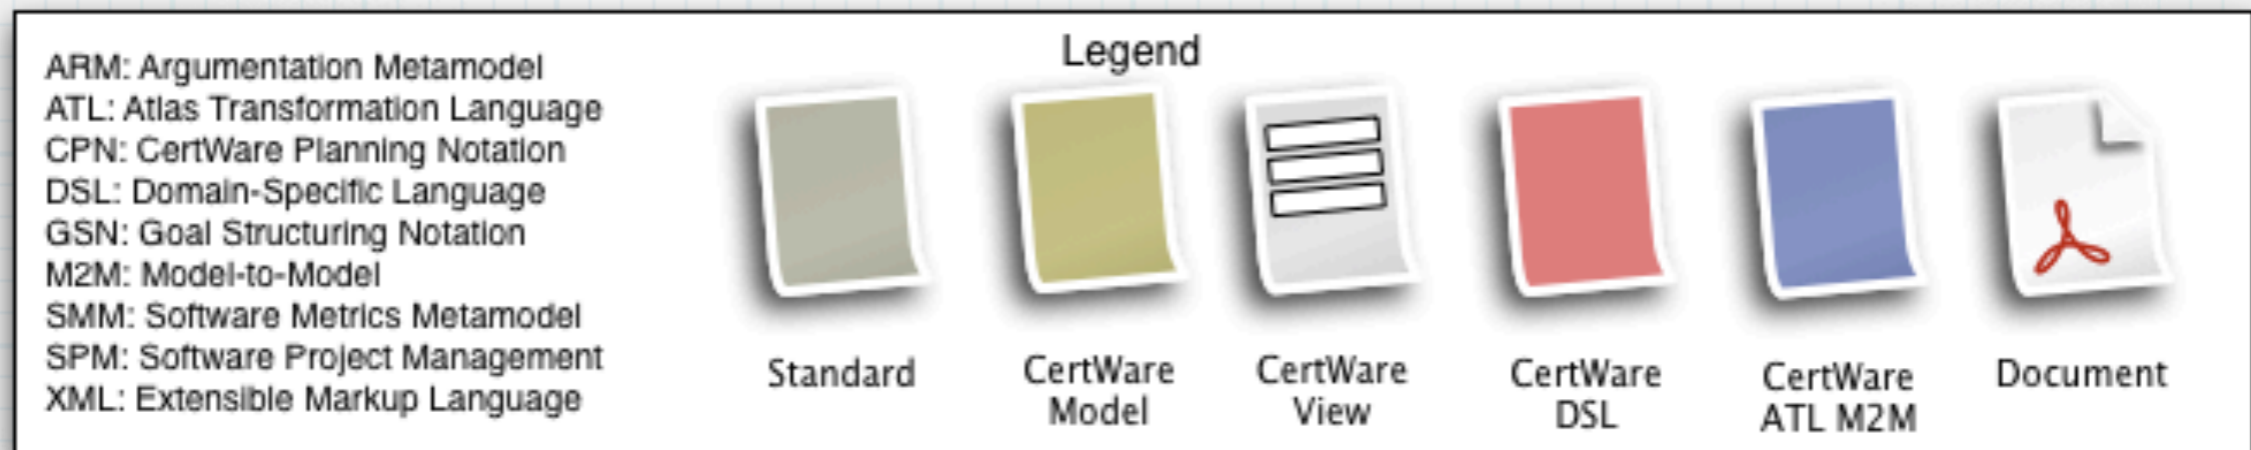 ARM: Argumentation Metamodel
ATL: Atlas Transformation Language
CPN: CertWare Planning Notation
DSL: Domain-Specific Language
GSN: Goal Structuring Notation
M2M: Model-to-Model
SMM: Software Metrics Metamodel
SPM: Software Project Management
XML: Extensible Markup Language
Legend
Standard
CertWare
Model
CertWare
View
CertWare
DSL
CertWare
ATL M2M
Document